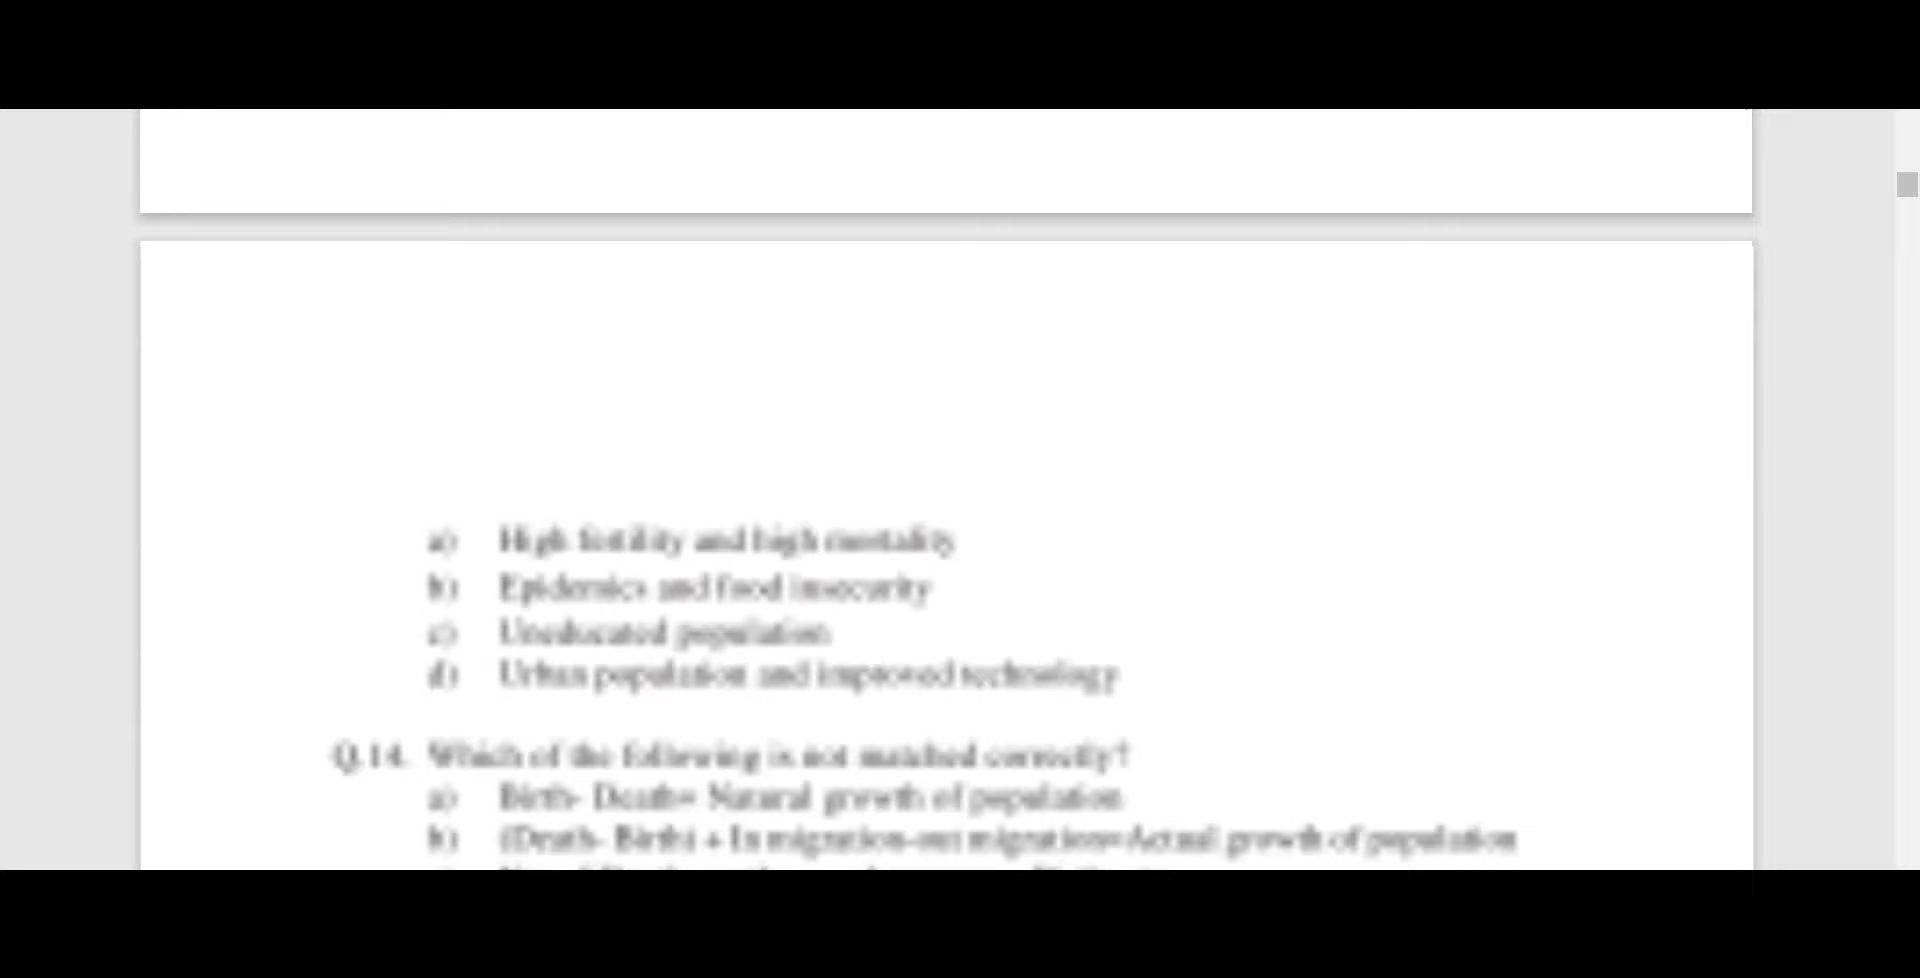 a) High fertility and high mortality
b) Epidemics and food insecurity
c) Uneducated population
d) Urban population and improved technology
Q.14. Which of the following is not matched correctly?
a) Birth- Death= Natural growth of population
b) (Death- Birth) + In migration-out migration=Actual growth of population